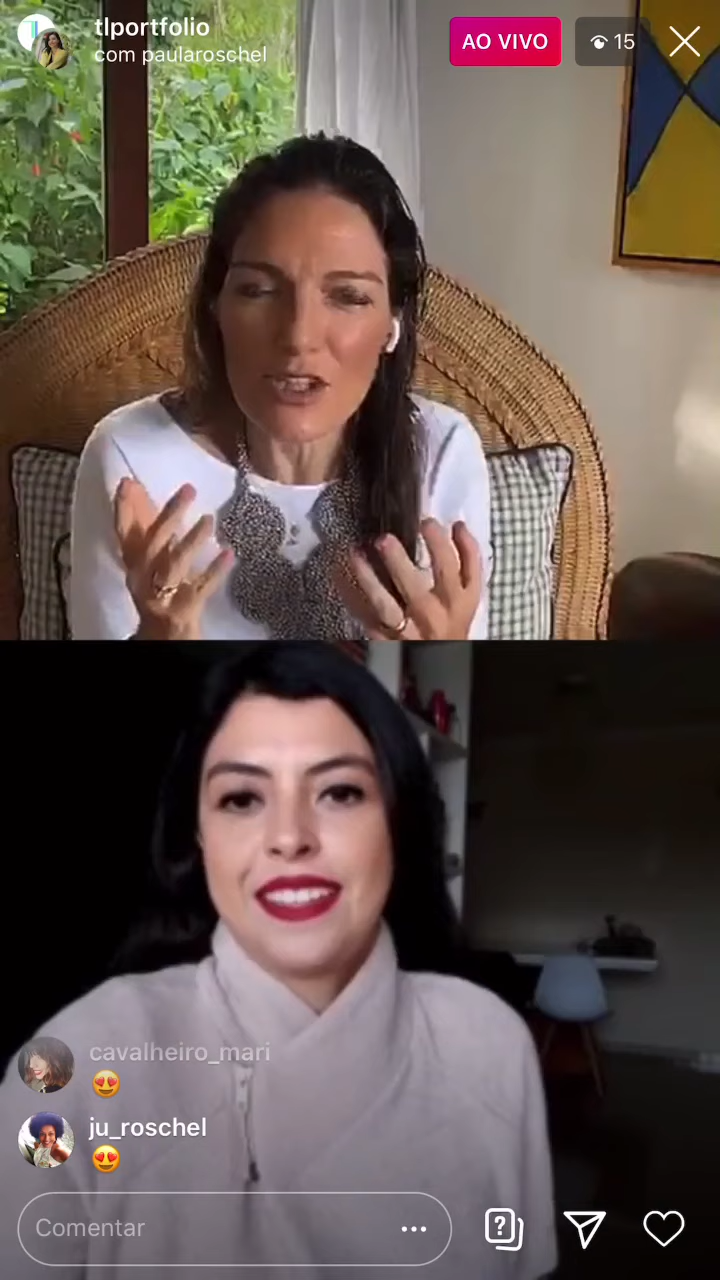 tlportfolio
com paularoschel
AO VIVO
15
cavalheiro_mari
😍
ju_roschel
😍
Comentar